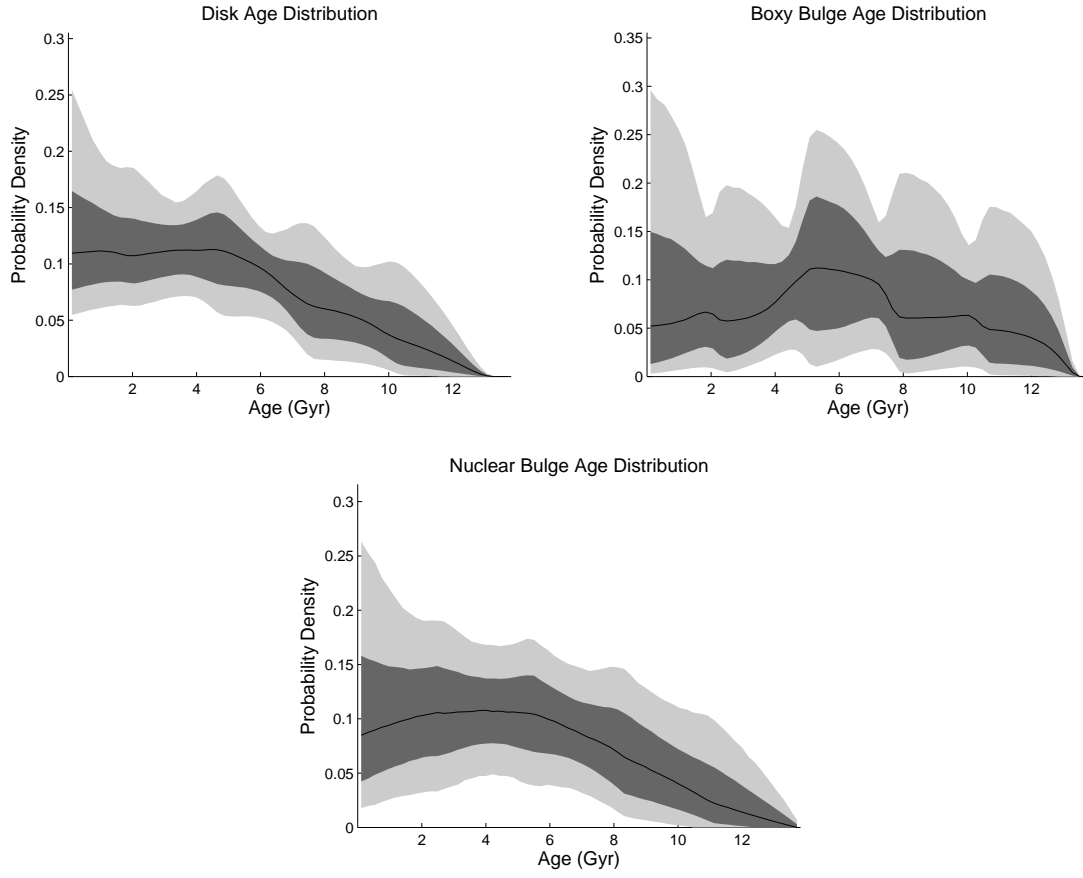 Disk Age Distribution
0.3
0.25
0.2
0.15
0.1
0.05
0
Probability Density
2 4 6 8 10 12
Age (Gyr)
Boxy Bulge Age Distribution
0.35
0.3
0.25
0.2
0.15
0.1
0.05
0
Probability Density
2 4 6 8 10 12
Age (Gyr)
Nuclear Bulge Age Distribution
0.3
0.25
0.2
0.15
0.1
0.05
0
Probability Density
2 4 6 8 10 12
Age (Gyr)